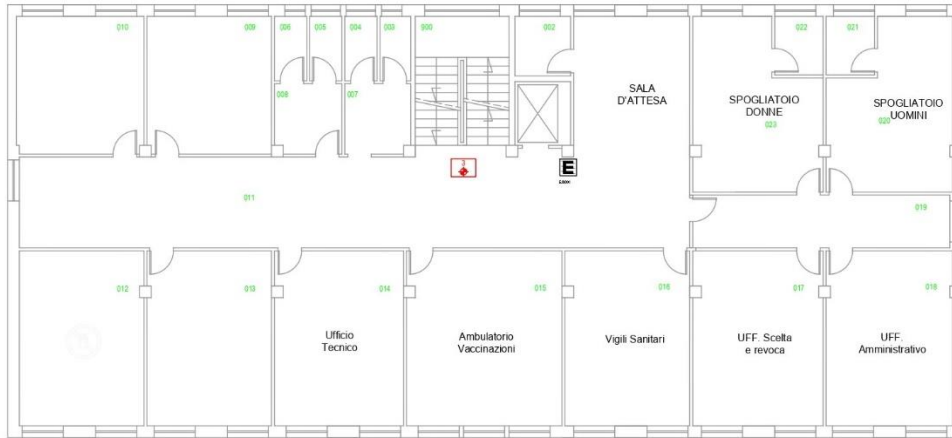 010
009
006
005
004
003
000
002
022
021
008
007
SALA
D'ATTESA
SPOGLIATOIO
DONNE
023
SPOGLIATOIO
UOMINI
020
3
E
011
019
012
013
014
015
016
017
018
Ufficio
Tecnico
Ambulatorio
Vaccinazioni
Vigili Sanitari
UFF. Scelta
e revoca
UFF.
Amministrativo